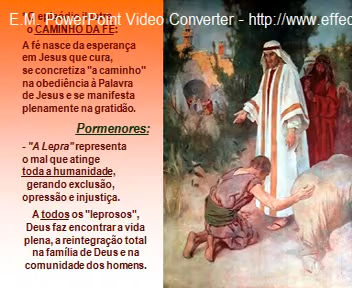 E.M. PowerPoint Video Converter - http://www.effec
o CAMINHO DA FÉ:
A fé nasce da esperança
em Jesus que cura,
se concretiza "a caminho"
na obediência à Palavra
de Jesus e se manifesta
plenamente na gratidão.
Pormenores:
- "A Lepra" representa
o mal que atinge
toda a humanidade,
gerando exclusão,
opressão e injustiça.
A todos os "leprosos",
Deus faz encontrar a vida
plena, a reintegração total
na família de Deus e na
comunidade dos homens.